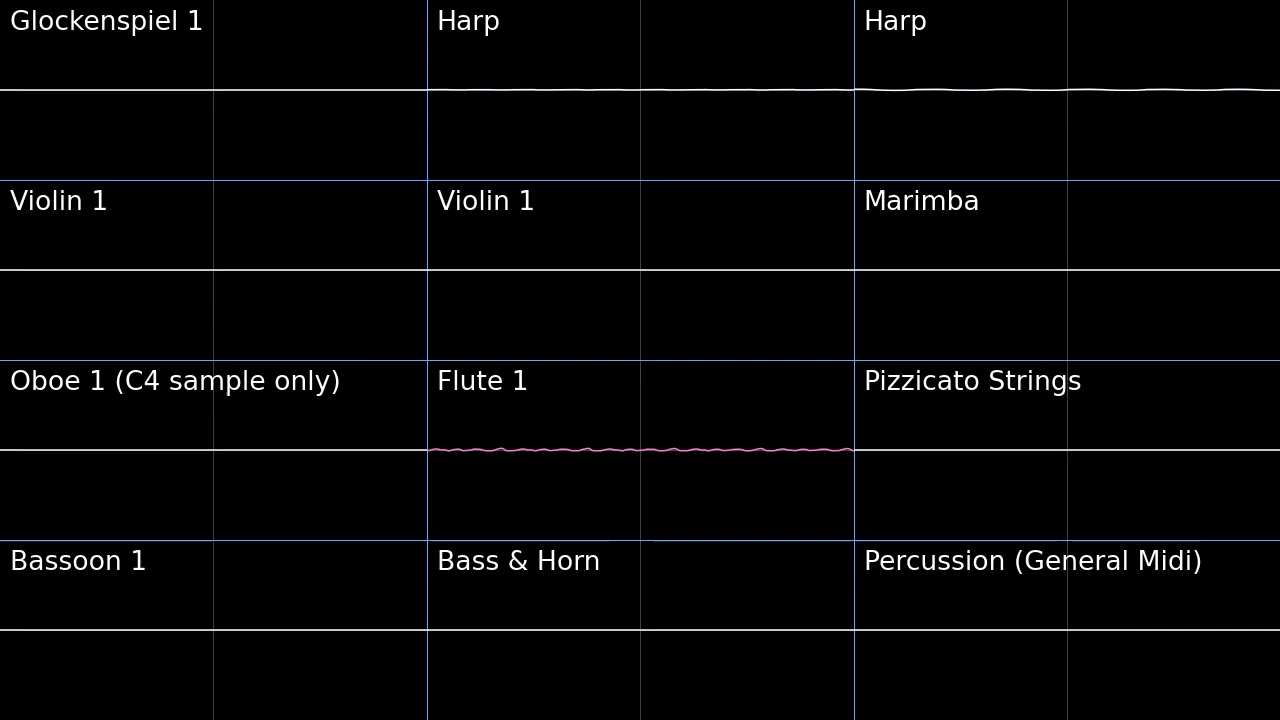 Glockenspiel 1
Harp
Harp
Violin 1
Violin 1
Marimba
Oboe 1 (C4 sample only)
Flute 1
Pizzicato Strings
Bassoon 1
Bass & Horn
Percussion (General Midi)